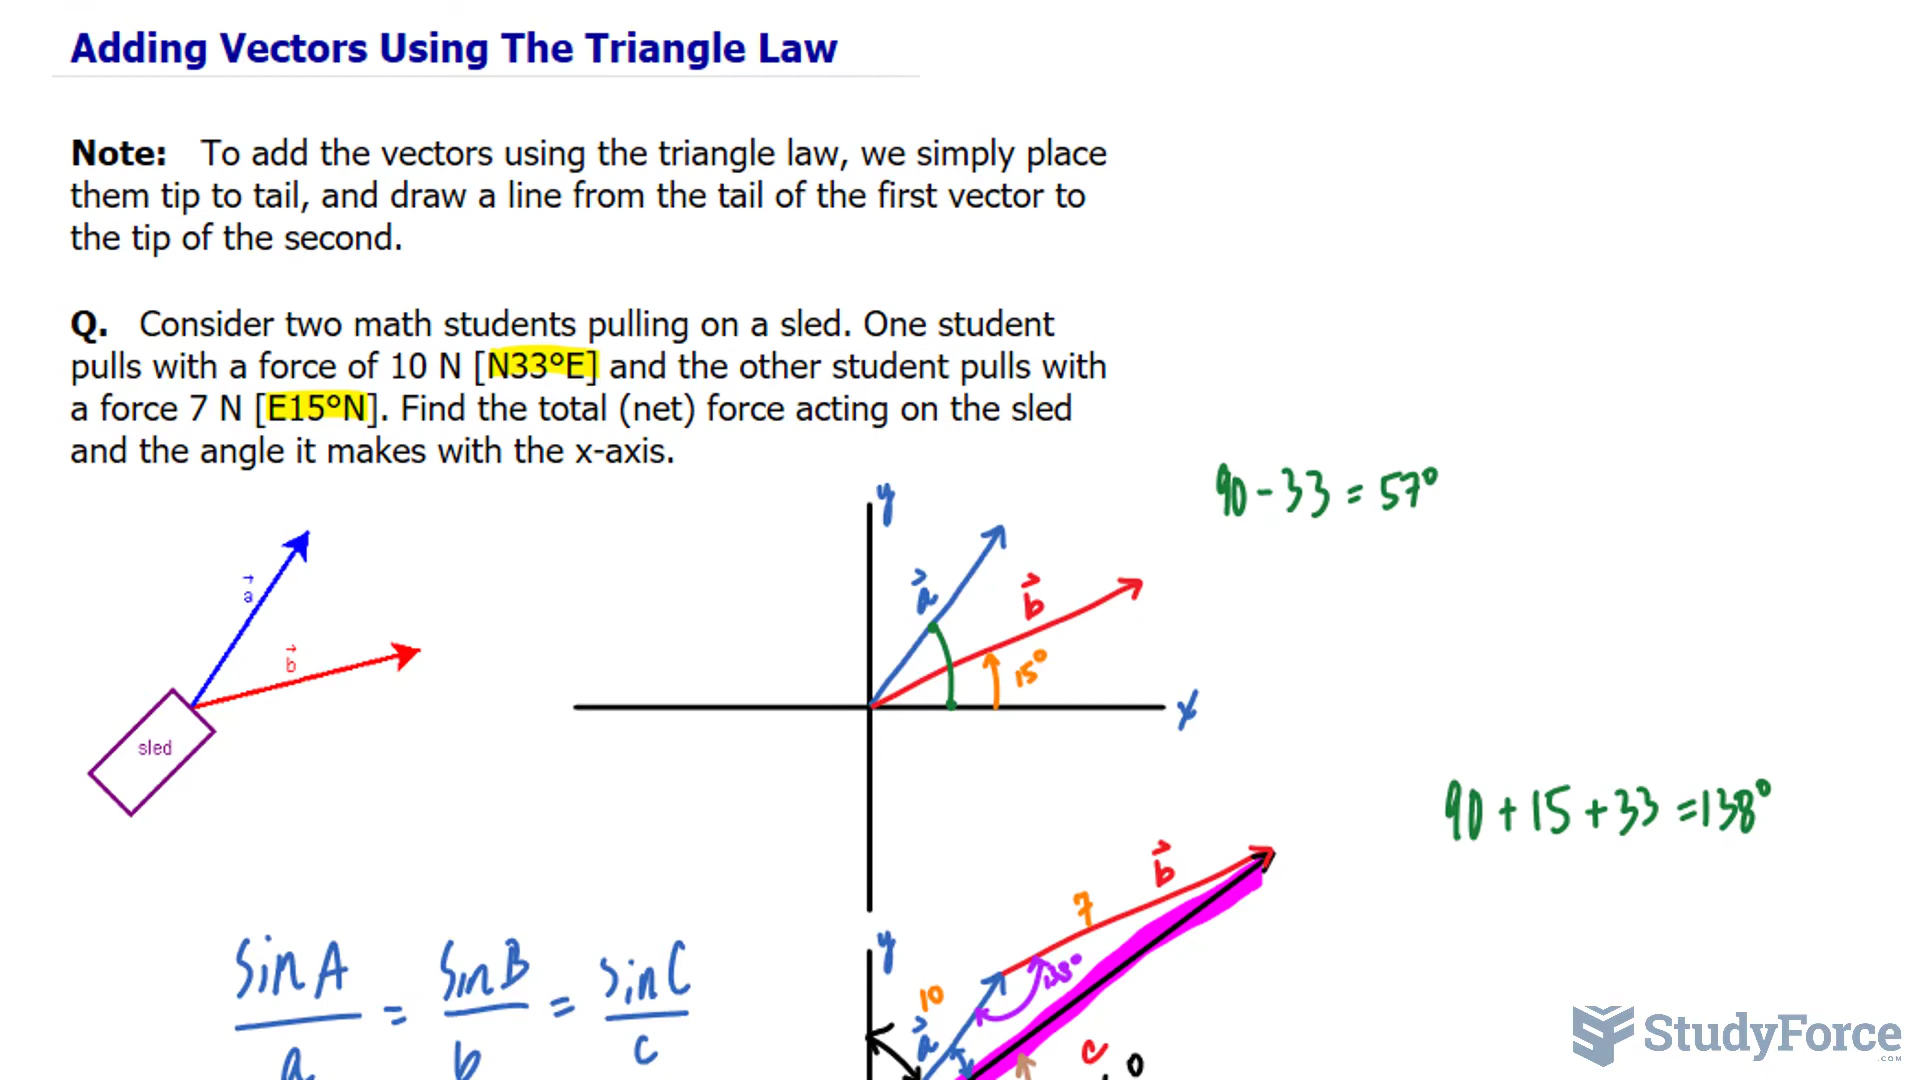 Adding Vectors Using The Triangle Law
Note: To add the vectors using the triangle law, we simply place
them tip to tail, and draw a line from the tail of the first vector to
the tip of the second.
Q. Consider two math students pulling on a sled. One student
pulls with a force of 10 N [N33°E] and the other student pulls with
a force 7 N [E15°N]. Find the total (net) force acting on the sled
and the angle it makes with the x-axis.
90 - 33 = 57°
y
a
b
15°
x
a
b
sled
90 + 15 + 33 = 138°
b
7
y
138°
10
a
c
sin A / a = sin B / b = sin C / c
StudyForce
.COM